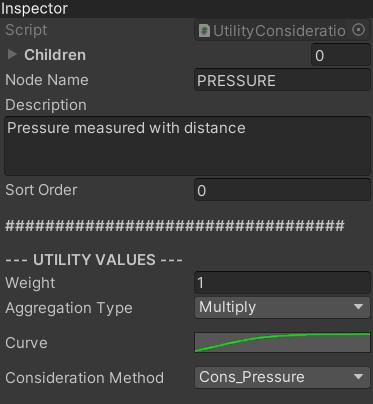 Inspector
Script UtilityConsideratio
Children 0
Node Name PRESSURE
Description
Pressure measured with distance
Sort Order 0
##################################
--- UTILITY VALUES ---
Weight 1
Aggregation Type Multiply
Curve
Consideration Method Cons_Pressure